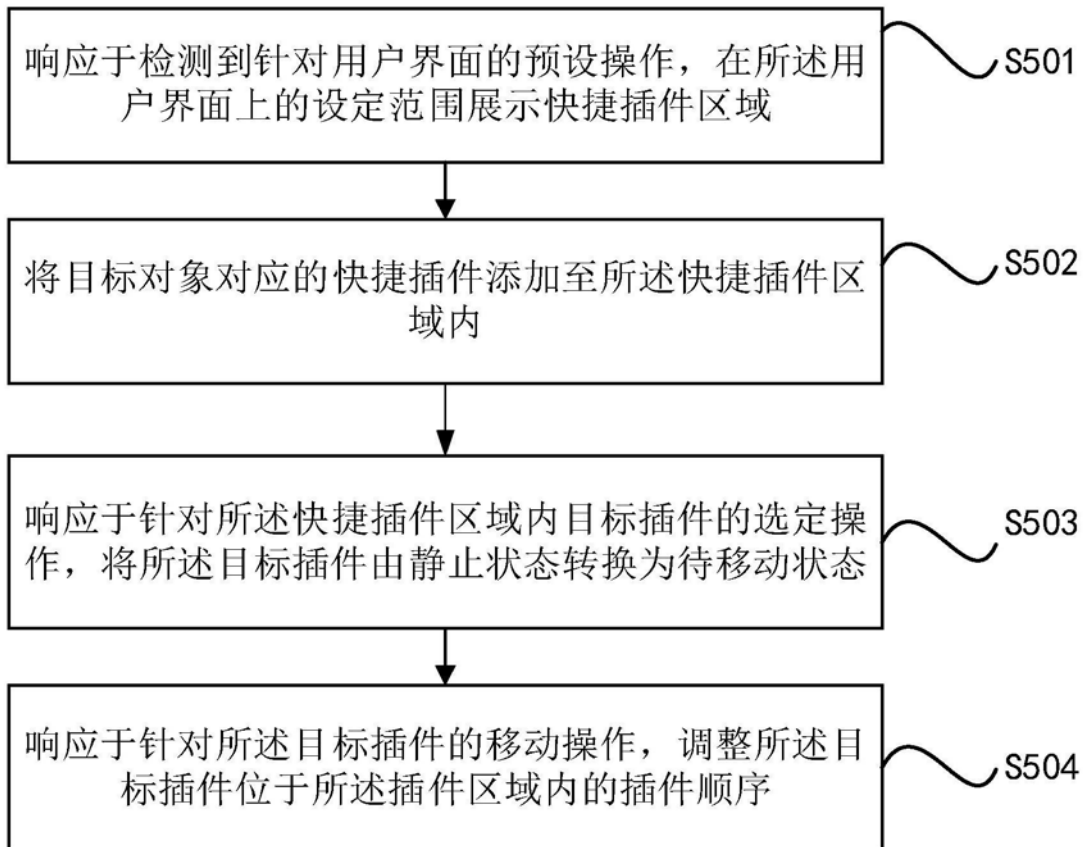 响应于检测到针对用户界面的预设操作，在所述用
户界面上的设定范围展示快捷插件区域
S501
将目标对象对应的快捷插件添加至所述快捷插件区
域内
S502
响应于针对所述快捷插件区域内目标插件的选定操
作，将所述目标插件由静止状态转换为待移动状态
S503
响应于针对所述目标插件的移动操作，调整所述目
标插件位于所述插件区域内的插件顺序
S504